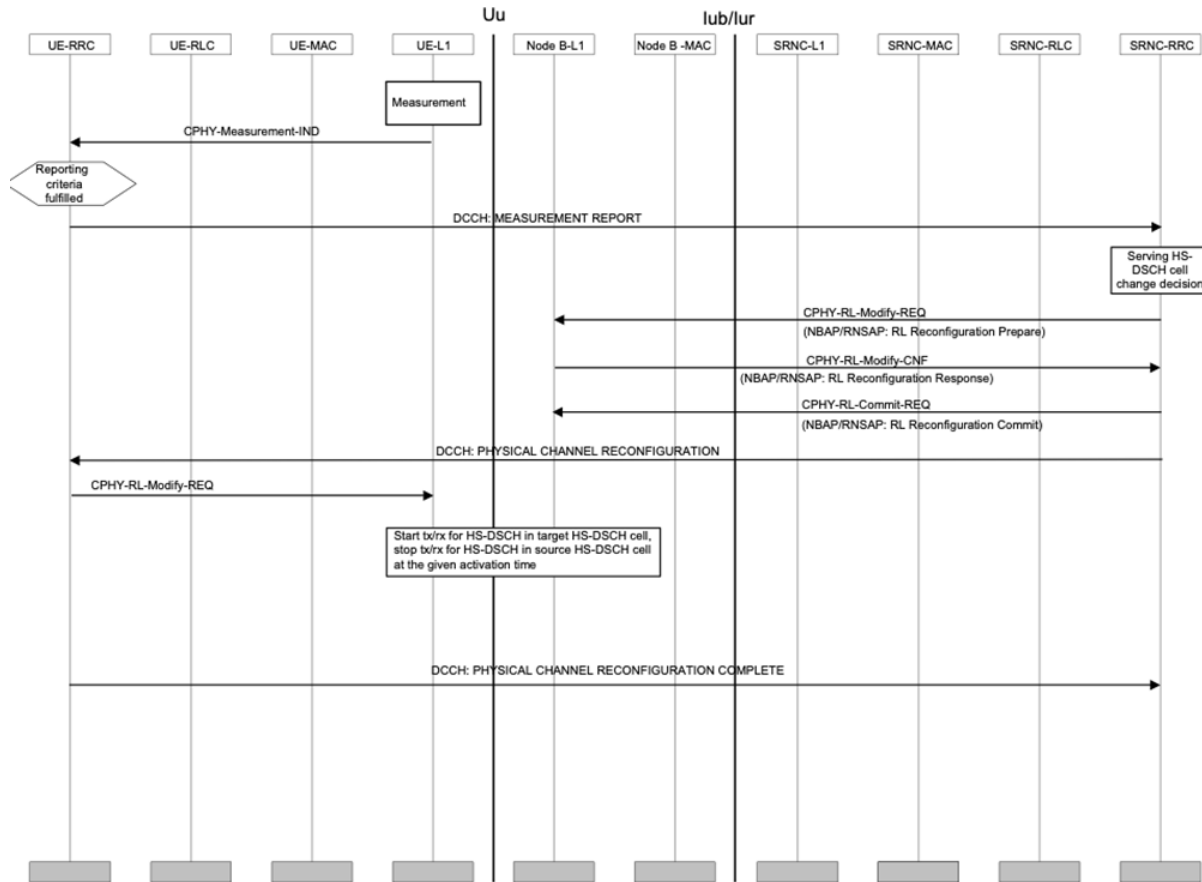 Uu
Iub/Iur
UE-RRC
UE-RLC
UE-MAC
UE-L1
Node B-L1
Node B -MAC
SRNC-L1
SRNC-MAC
SRNC-RLC
SRNC-RRC
Measurement
CPHY-Measurement-IND
Reporting
criteria
fulfilled
DCCH: MEASUREMENT REPORT
Serving HS-
DSCH cell
change decision
CPHY-RL-Modify-REQ
(NBAP/RNSAP: RL Reconfiguration Prepare)
CPHY-RL-Modify-CNF
(NBAP/RNSAP: RL Reconfiguration Response)
CPHY-RL-Commit-REQ
(NBAP/RNSAP: RL Reconfiguration Commit)
DCCH: PHYSICAL CHANNEL RECONFIGURATION
CPHY-RL-Modify-REQ
Start tx/rx for HS-DSCH in target HS-DSCH cell,
stop tx/rx for HS-DSCH in source HS-DSCH cell
at the given activation time
DCCH: PHYSICAL CHANNEL RECONFIGURATION COMPLETE